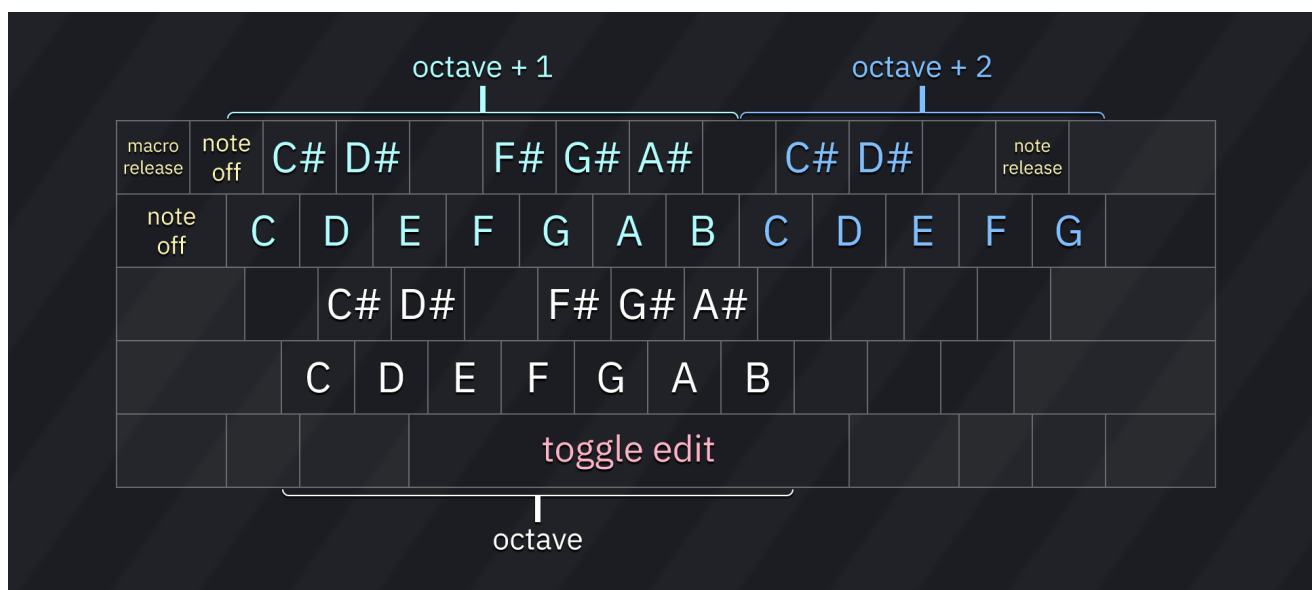 octave + 1 octave + 2
macro release note off C# D# F# G# A# C# D# note release
note off C D E F G A B C D E F G
C# D# F# G# A#
C D E F G A B
toggle edit
octave